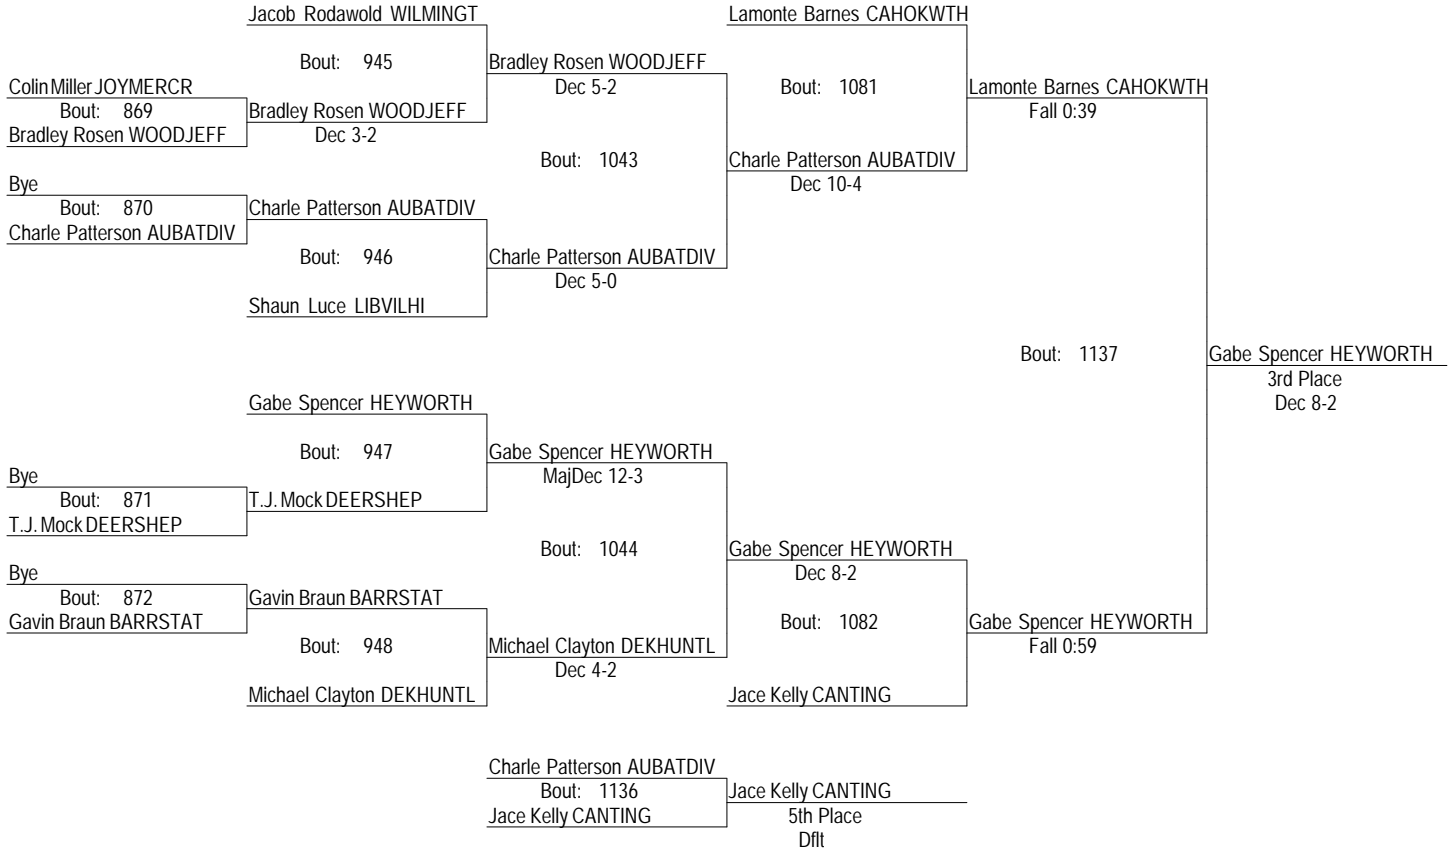 Jacob Rodawold WILMINGT
Lamonte Barnes CAHOKWTH
Bout: 945
Bradley Rosen WOODJEFF
Dec 5-2
Colin Miller JOYMERCR
Bout: 1081
Lamonte Barnes CAHOKWTH
Fall 0:39
Bout: 869
Bradley Rosen WOODJEFF
Dec 3-2
Bradley Rosen WOODJEFF
Bout: 1043
Charle Patterson AUBATDIV
Dec 10-4
Bye
Bout: 870
Charle Patterson AUBATDIV
Charle Patterson AUBATDIV
Bout: 946
Charle Patterson AUBATDIV
Dec 5-0
Shaun Luce LIBVILHI
Bout: 1137
Gabe Spencer HEYWORTH
3rd Place
Dec 8-2
Gabe Spencer HEYWORTH
Bout: 947
Gabe Spencer HEYWORTH
MajDec 12-3
Bye
Bout: 871
T.J. Mock DEERSHEP
T.J. Mock DEERSHEP
Bout: 1044
Gabe Spencer HEYWORTH
Dec 8-2
Bye
Bout: 872
Gavin Braun BARRSTAT
Gavin Braun BARRSTAT
Bout: 1082
Gabe Spencer HEYWORTH
Fall 0:59
Bout: 948
Michael Clayton DEKHUNTL
Dec 4-2
Michael Clayton DEKHUNTL
Jace Kelly CANTING
Charle Patterson AUBATDIV
Bout: 1136
Jace Kelly CANTING
Jace Kelly CANTING
5th Place
Dflt